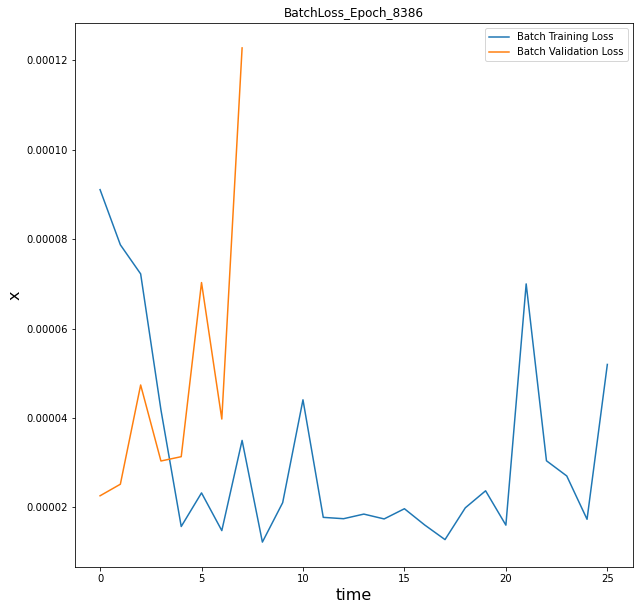 BatchLoss_Epoch_8386
Batch Training Loss
Batch Validation Loss
0.00012
0.00010
0.00008
0.00006
0.00004
0.00002
x
0 5 10 15 20 25
time